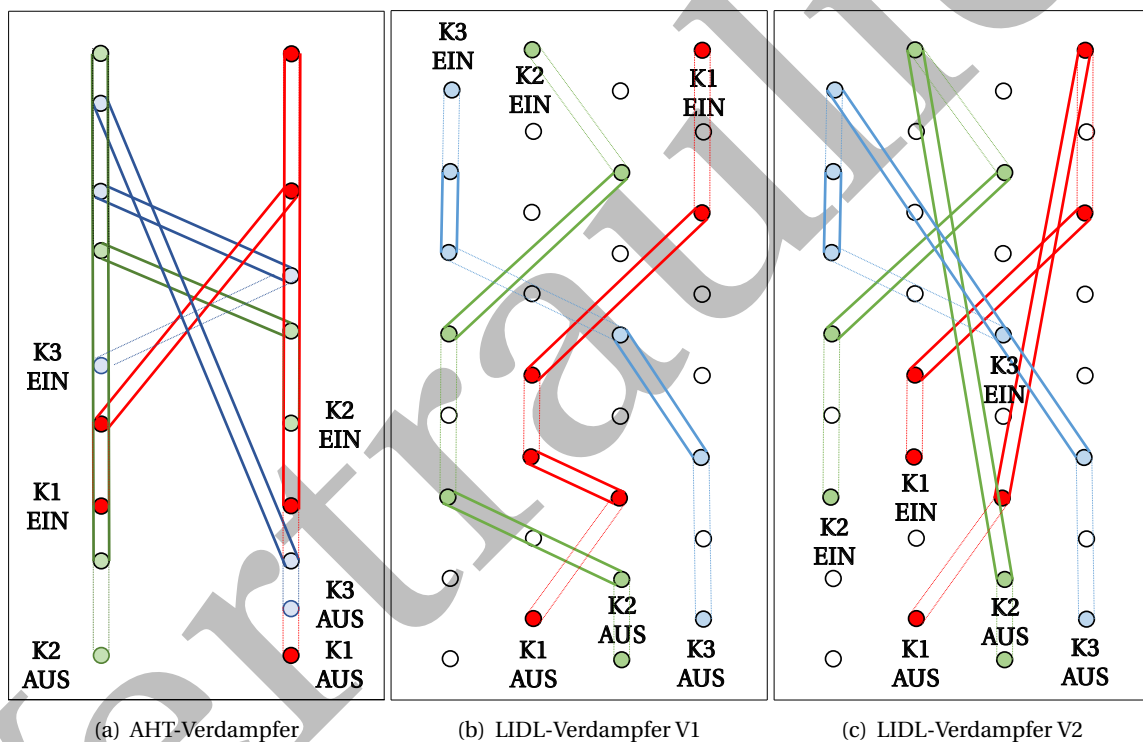 K3
EIN
K1
EIN
K2
AUS
K2
EIN
K3
AUS
K1
AUS
K3
EIN
K2
EIN
K1
EIN
K1
AUS
K2
AUS
K3
AUS
K3
EIN
K1
EIN
K2
EIN
K1
AUS
K2
AUS
K3
AUS
(a) AHT-Verdampfer
(b) LIDL-Verdampfer V1
(c) LIDL-Verdampfer V2